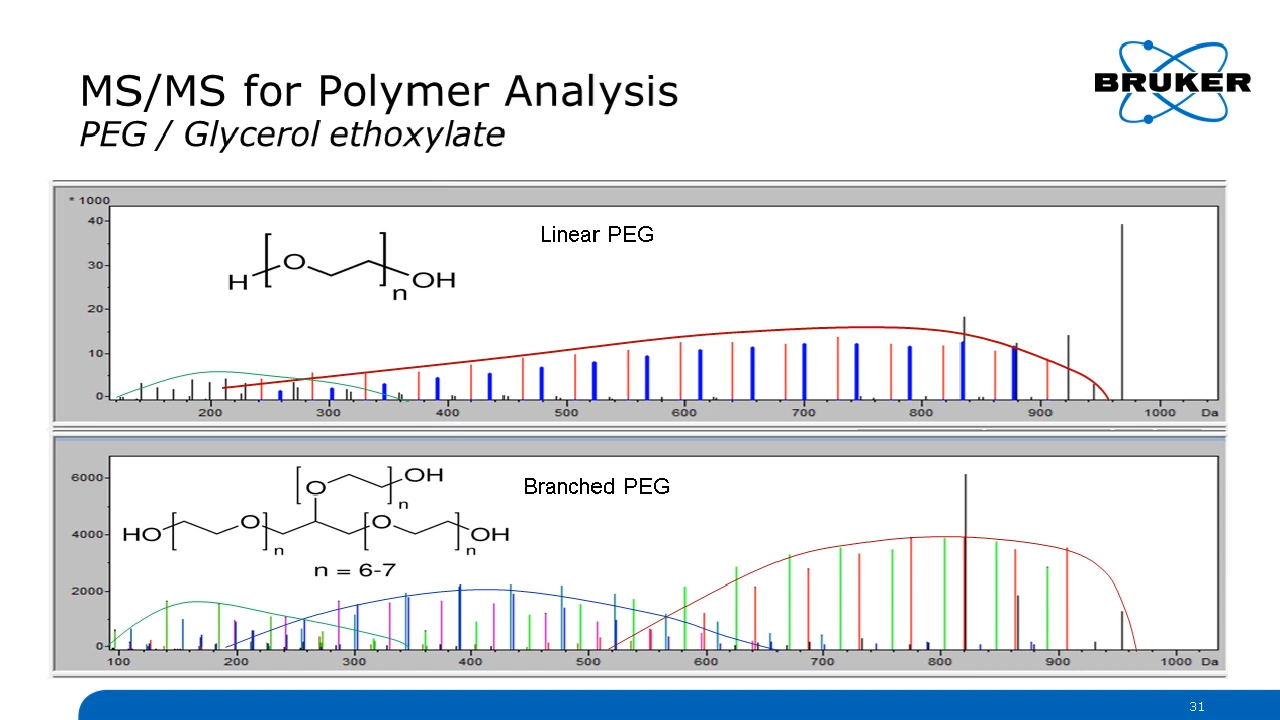 MS/MS for Polymer Analysis
PEG / Glycerol ethoxylate
BRUKER
* 1000
40
30
20
10
0
Linear PEG
H
O
n
OH
200 300 400 500 600 700 800 900 1000 Da
6000
4000
2000
0
Branched PEG
O
OH
n
HO
O
n
O
n
OH
n = 6-7
100 200 300 400 500 600 700 800 900 1000 Da
31